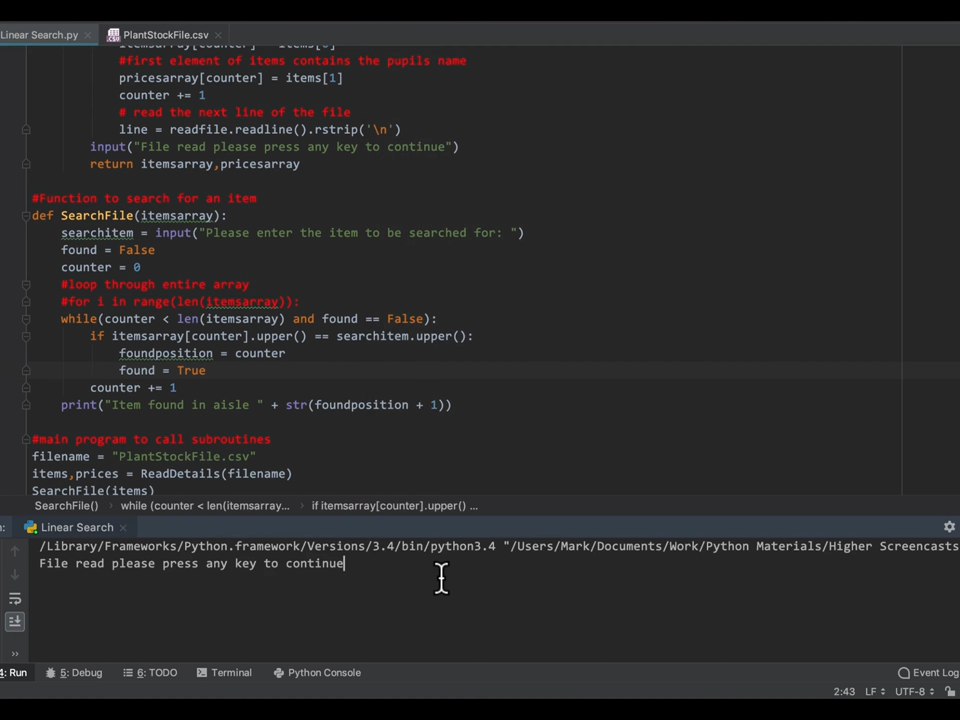 Linear Search.py
PlantStockFile.csv
#first element of items contains the pupils name
pricesarray[counter] = items[1]
counter += 1
# read the next line of the file
line = readfile.readline().rstrip('\n')
input("File read please press any key to continue")
return itemsarray,pricesarray
#Function to search for an item
def SearchFile(itemsarray):
searchitem = input("Please enter the item to be searched for: ")
found = False
counter = 0
#loop through entire array
#for i in range(len(itemsarray)):
while(counter < len(itemsarray) and found == False):
if itemsarray[counter].upper() == searchitem.upper():
foundposition = counter
found = True
counter += 1
print("Item found in aisle " + str(foundposition + 1))
#main program to call subroutines
filename = "PlantStockFile.csv"
items,prices = ReadDetails(filename)
SearchFile(items)
SearchFile() while (counter < len(itemsarray... if itemsarray[counter].upper() ...
n: Linear Search
/Library/Frameworks/Python.framework/Versions/3.4/bin/python3.4 "/Users/Mark/Documents/Work/Python Materials/Higher Screencasts
File read please press any key to continue
4: Run 5: Debug 6: TODO Terminal Python Console Event Log
2:43 LF UTF-8